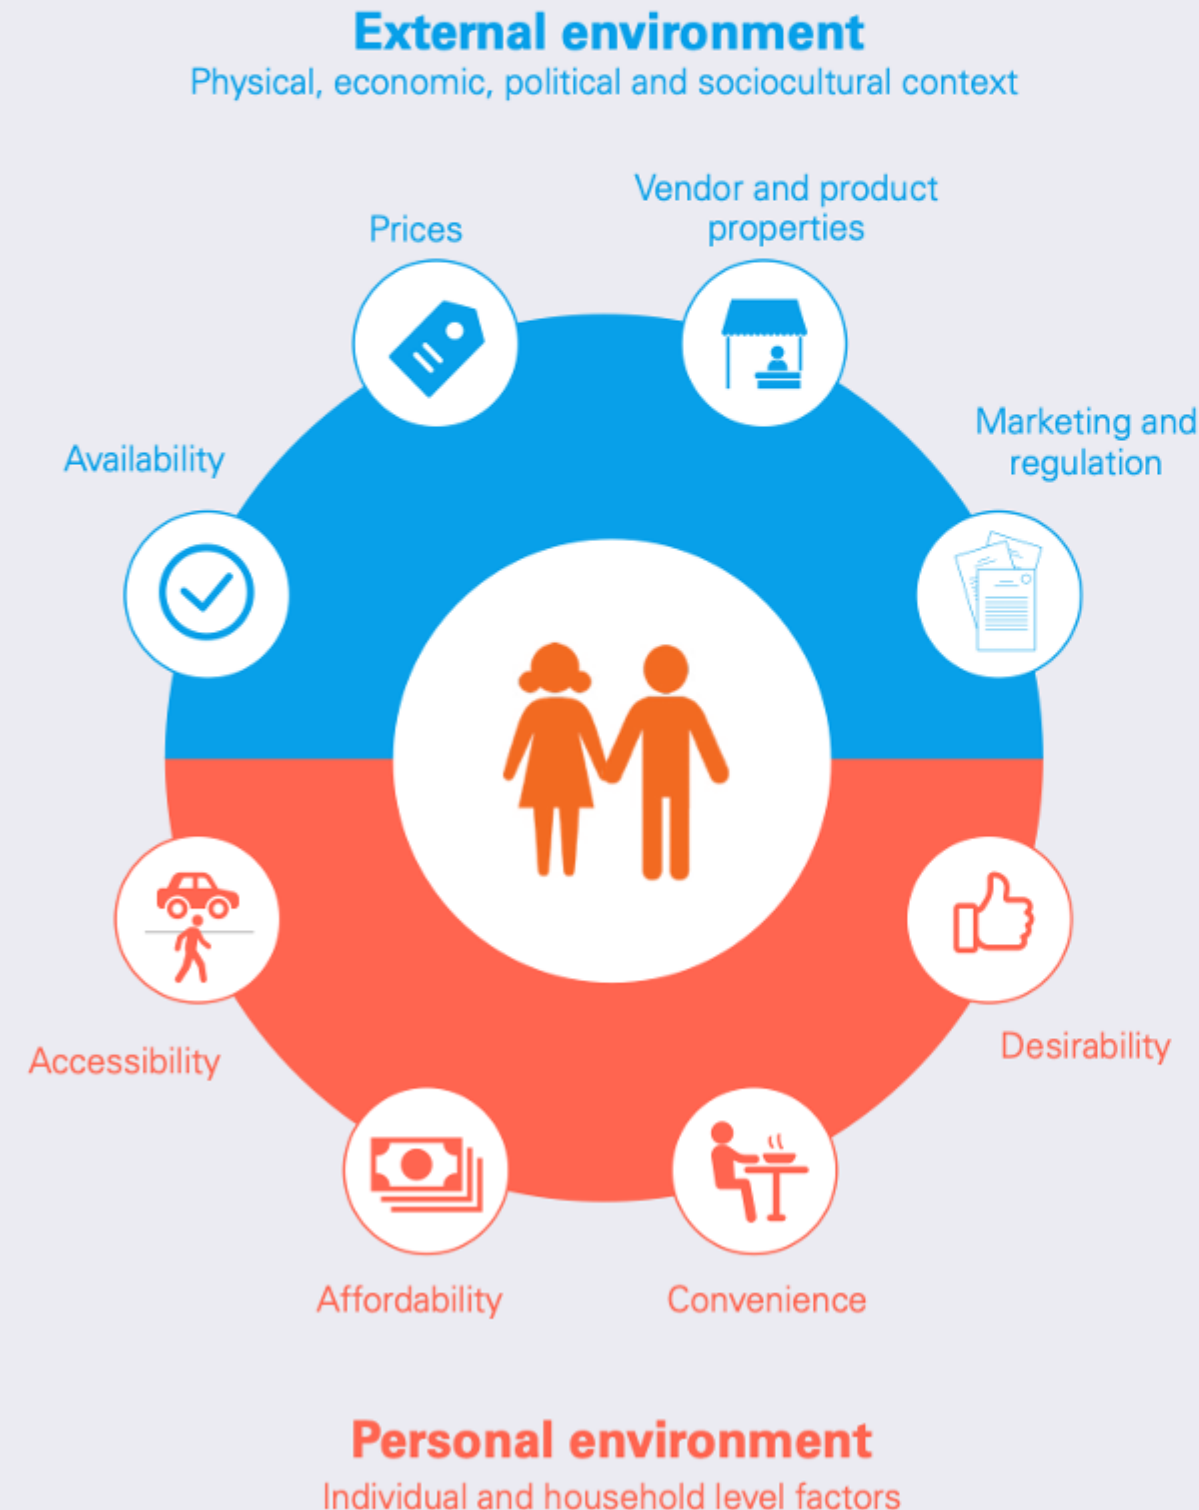 External environment
Physical, economic, political and sociocultural context
Vendor and product
properties
Prices
Marketing and
regulation
Availability
Accessibility
Desirability
Affordability
Convenience
Personal environment
Individual and household level factors